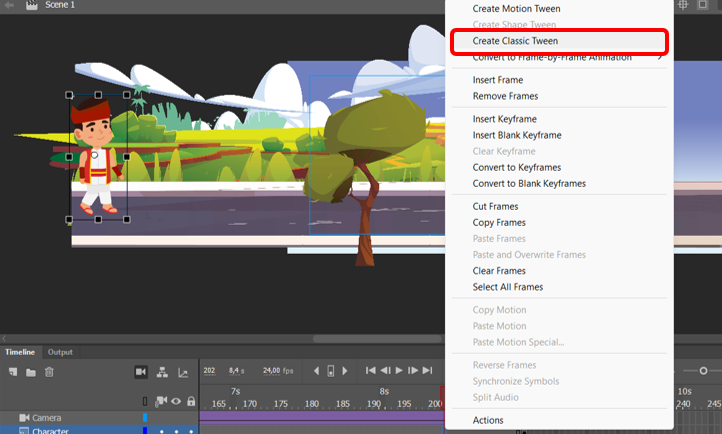 Scene 1
Create Motion Tween
Create Shape Tween
Create Classic Tween
Convert to Frame-by-Frame Animation
Insert Frame
Remove Frames
Insert Keyframe
Insert Blank Keyframe
Clear Keyframe
Convert to Keyframes
Convert to Blank Keyframes
Cut Frames
Copy Frames
Paste Frames
Paste and Overwrite Frames
Clear Frames
Select All Frames
Copy Motion
Paste Motion
Paste Motion Special...
Reverse Frames
Synchronize Symbols
Split Audio
Actions
Timeline Output
202 8,4 s 24,00 fps
7s 8s 10s
165 170 175 180 185 190 195 200 240 245
Camera
Character